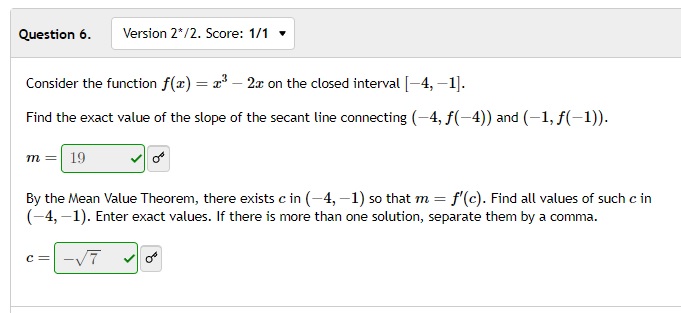 Question 6. Version 2*/2. Score: 1/1 ▼
Consider the function f(x) = x³ − 2x on the closed interval [−4, −1].
Find the exact value of the slope of the secant line connecting (−4, f(−4)) and (−1, f(−1)).
m = 19 ✓
By the Mean Value Theorem, there exists c in (−4, −1) so that m = f′(c). Find all values of such c in
(−4, −1). Enter exact values. If there is more than one solution, separate them by a comma.
c = −√7 ✓